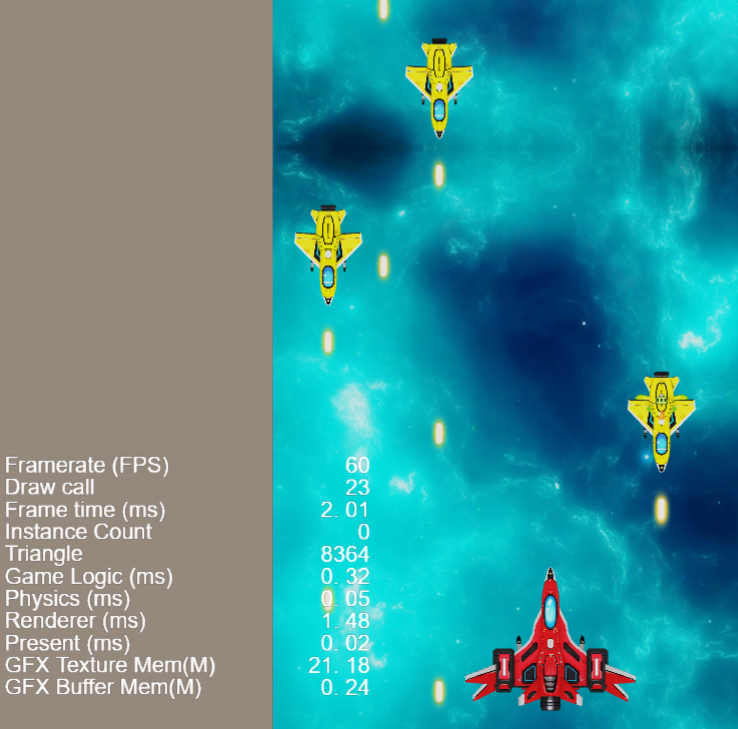 Framerate (FPS) 60
Draw call 23
Frame time (ms) 2.01
Instance Count 0
Triangle 8364
Game Logic (ms) 0.32
Physics (ms) 0.05
Renderer (ms) 1.48
Present (ms) 0.02
GFX Texture Mem(M) 21.18
GFX Buffer Mem(M) 0.24